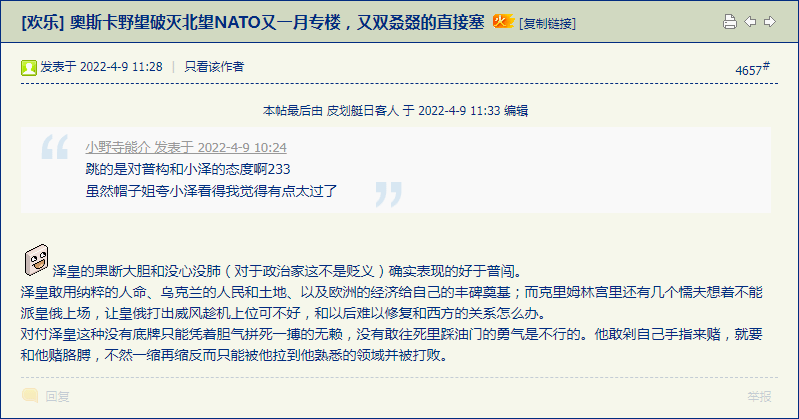 [欢乐] 奥斯卡野望破灭北望NATO又一月专楼，又双叒叕的直接塞 火 [复制链接]
发表于 2022-4-9 11:28 | 只看该作者
4657#
本帖最后由 皮划艇日客人 于 2022-4-9 11:33 编辑
小野寺能介 发表于 2022-4-9 10:24
跳的是对普构和小泽的态度啊233
虽然帽子姐夸小泽看得我觉得有点太过了
泽皇的果断大胆和没心没肺（对于政治家这不是贬义）确实表现的好于普闯。
泽皇敢用纳粹的人命、乌克兰的人民和土地、以及欧洲的经济给自己的丰碑奠基；而克里姆林宫里还有几个懦夫想着不能
派皇俄上场，让皇俄打出威风趁机上位可不好，和以后难以修复和西方的关系怎么办。
对付泽皇这种没有底牌只能凭着胆气拼死一搏的无赖，没有敢往死里踩油门的勇气是不行的。他敢剁自己手指来赌，就要
和他赌胳膊，不然一缩再缩反而只能被他拉到他熟悉的领域并被打败。
回复
举报